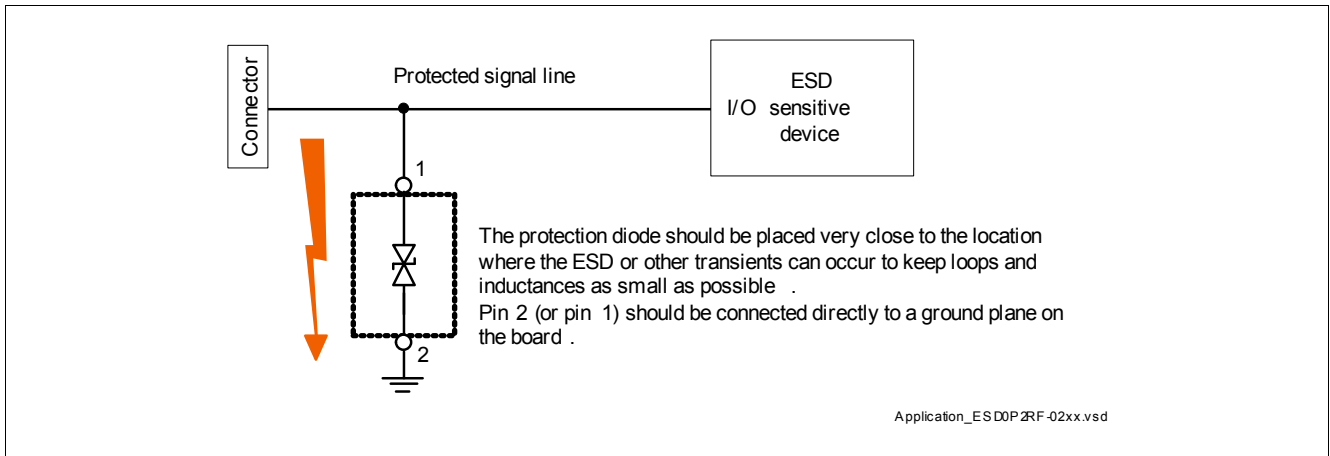 Connector
Protected signal line
ESD
I/O sensitive
device
1
The protection diode should be placed very close to the location
where the ESD or other transients can occur to keep loops and
inductances as small as possible .
Pin 2 (or pin 1) should be connected directly to a ground plane on
the board .
2
Application_ESD0P2RF-02xx.vsd